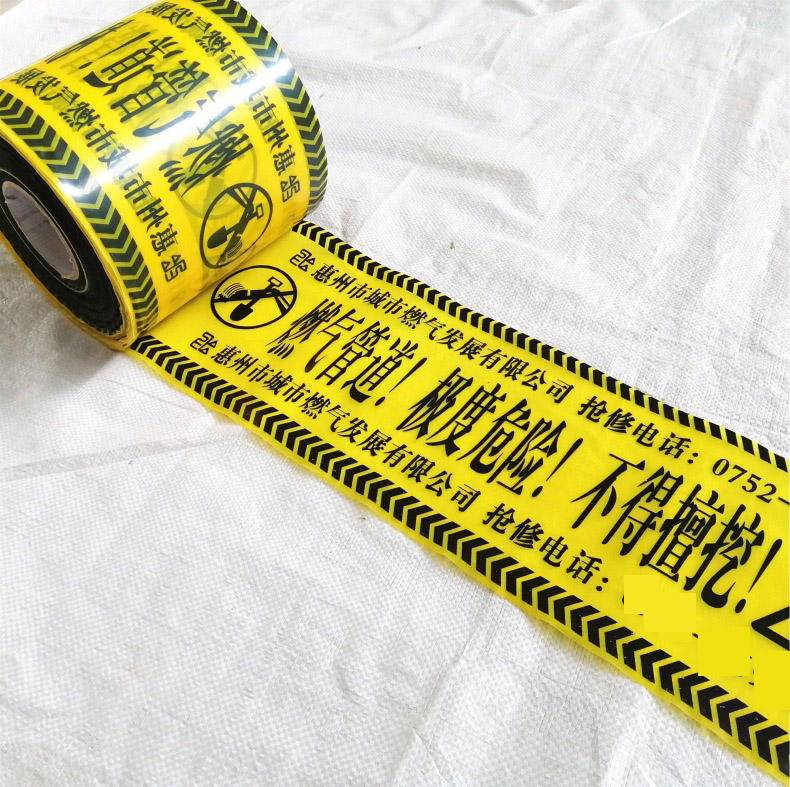 惠州市城市燃气发展有限公司 抢修电话: 0752-
燃气管道! 极度危险! 不得擅挖!
惠州市城市燃气发展有限公司 抢修电话: